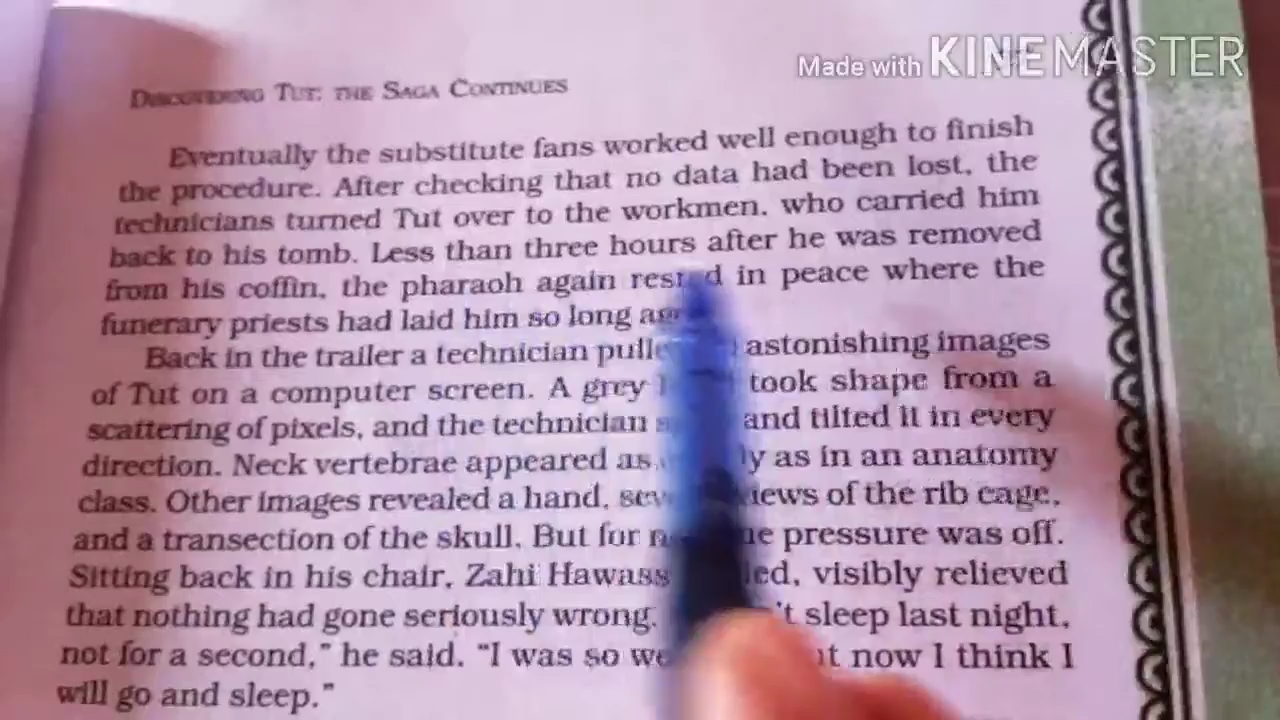 Made with KINEMASTER
DISCOVERING TUT: THE SAGA CONTINUES
Eventually the substitute fans worked well enough to finish
the procedure. After checking that no data had been lost, the
technicians turned Tut over to the workmen, who carried him
back to his tomb. Less than three hours after he was removed
from his coffin, the pharaoh again rested in peace where the
funerary priests had laid him so long
Back in the trailer a technician astonishing images
of Tut on a computer screen. A grey took shape from a
scattering of pixels, and the technician and tilted it in every
direction. Neck vertebrae appeared as as in an anatomy
class. Other images revealed a hand, views of the rib cage,
and a transection of the skull. But for pressure was off.
Sitting back in his chair, Zahi Hawass visibly relieved
that nothing had gone seriously wrong. sleep last night,
not for a second,” he said. “I was so now I think I
will go and sleep.”